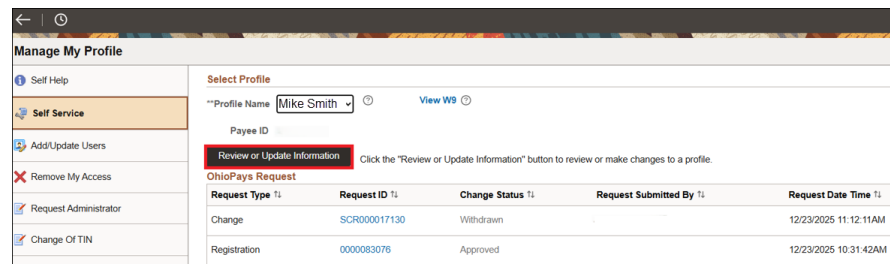 Manage My Profile
Self Help
Self Service
Add/Update Users
Remove My Access
Request Administrator
Change Of TIN
Select Profile
**Profile Name Mike Smith View W9
Payee ID
Review or Update Information Click the "Review or Update Information" button to review or make changes to a profile.
OhioPays Request
Request Type Request ID Change Status Request Submitted By Request Date Time
Change SCR000017130 Withdrawn 12/23/2025 11:12:11AM
Registration 0000083076 Approved 12/23/2025 10:31:42AM